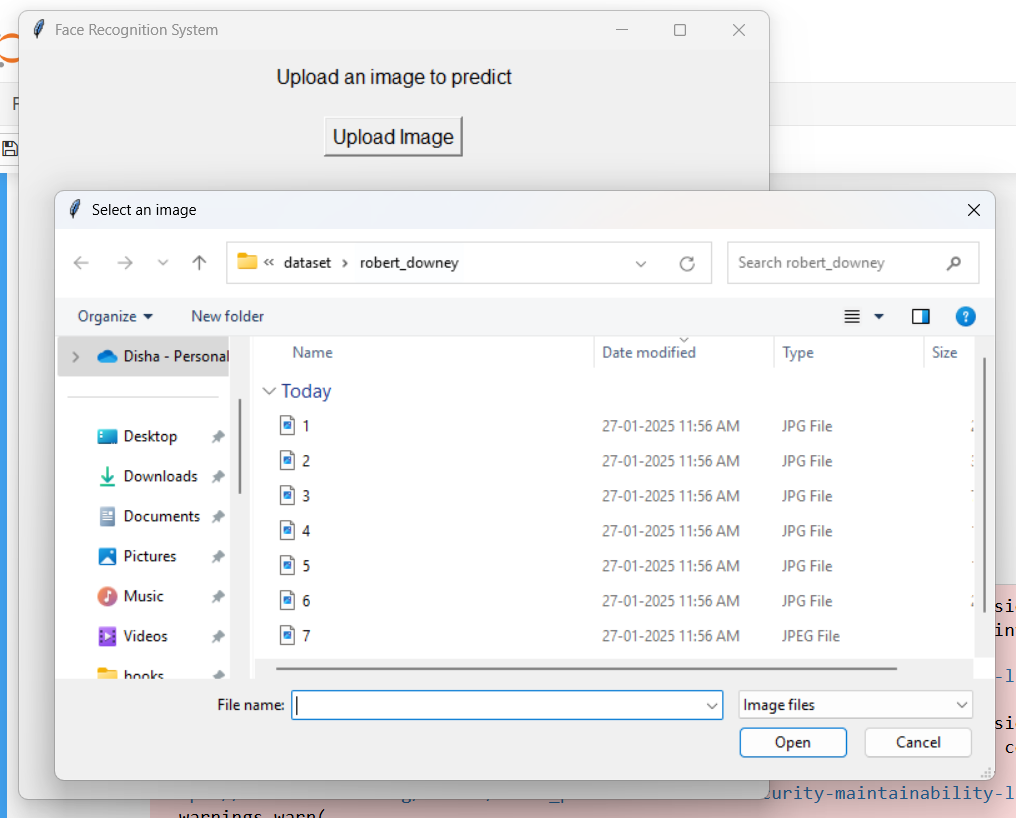 Face Recognition System
Upload an image to predict
Upload Image
Select an image
« dataset › robert_downey
Search robert_downey
Organize
New folder
Disha - Personal
Name
Date modified
Type
Size
Today
1 27-01-2025 11:56 AM JPG File
2 27-01-2025 11:56 AM JPG File
3 27-01-2025 11:56 AM JPG File
4 27-01-2025 11:56 AM JPG File
5 27-01-2025 11:56 AM JPG File
6 27-01-2025 11:56 AM JPG File
7 27-01-2025 11:56 AM JPEG File
Desktop
Downloads
Documents
Pictures
Music
Videos
books
File name:
Image files
Open
Cancel
curity-maintainability-l
warnings.warn(